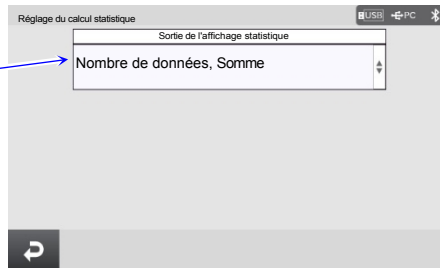 Réglage du calcul statistique
USB PC
Sortie de l'affichage statistique
Nombre de données, Somme